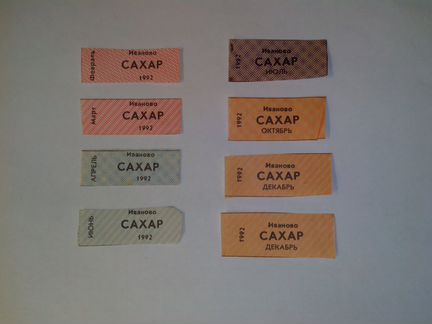 Февраль
Иваново
САХАР
1992
Март
Иваново
САХАР
1992
АПРЕЛЬ
Иваново
САХАР
1992
ИЮНЬ
Иваново
САХАР
1992
1992
Иваново
САХАР
ИЮЛЬ
1992
Иваново
САХАР
ОКТЯБРЬ
1992
Иваново
САХАР
ДЕКАБРЬ
1992
Иваново
САХАР
ДЕКАБРЬ